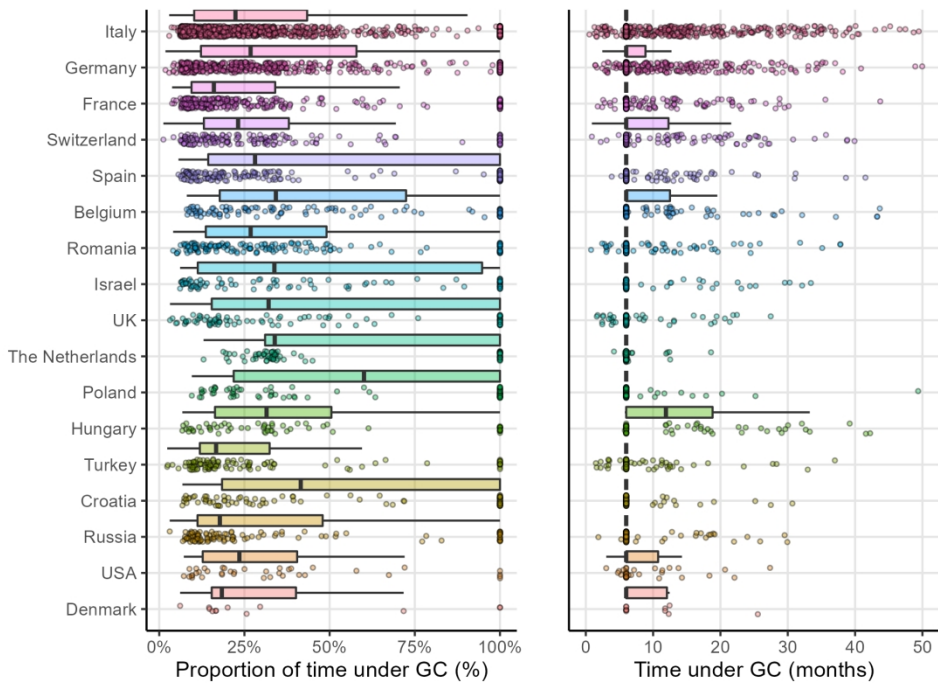 Italy
Germany
France
Switzerland
Spain
Belgium
Romania
Israel
UK
The Netherlands
Poland
Hungary
Turkey
Croatia
Russia
USA
Denmark
0% 25% 50% 75% 100% 0 10 20 30 40 50
Proportion of time under GC (%) Time under GC (months)